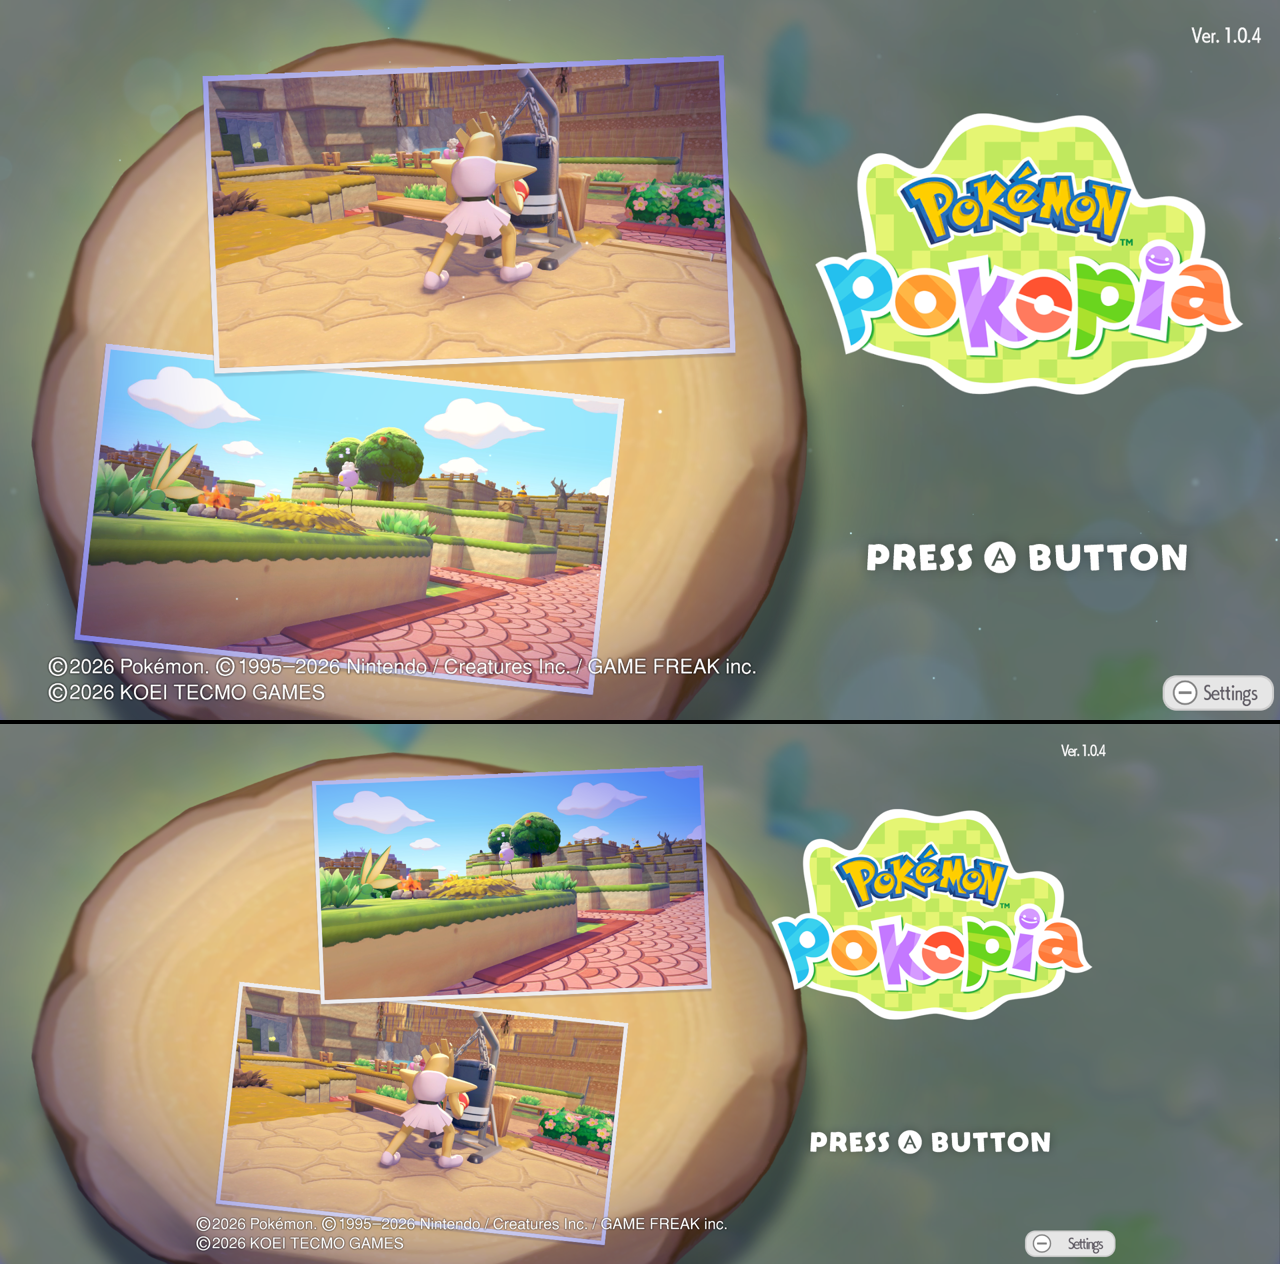 Ver. 1.0.4
POKÉMON
TM
pokopia
PRESS A BUTTON
©2026 Pokémon. ©1995–2026 Nintendo / Creatures Inc. / GAME FREAK inc.
©2026 KOEI TECMO GAMES
Settings
Ver. 1.0.4
POKÉMON
TM
pokopia
PRESS A BUTTON
©2026 Pokémon. ©1995–2026 Nintendo / Creatures Inc. / GAME FREAK inc.
©2026 KOEI TECMO GAMES
Settings